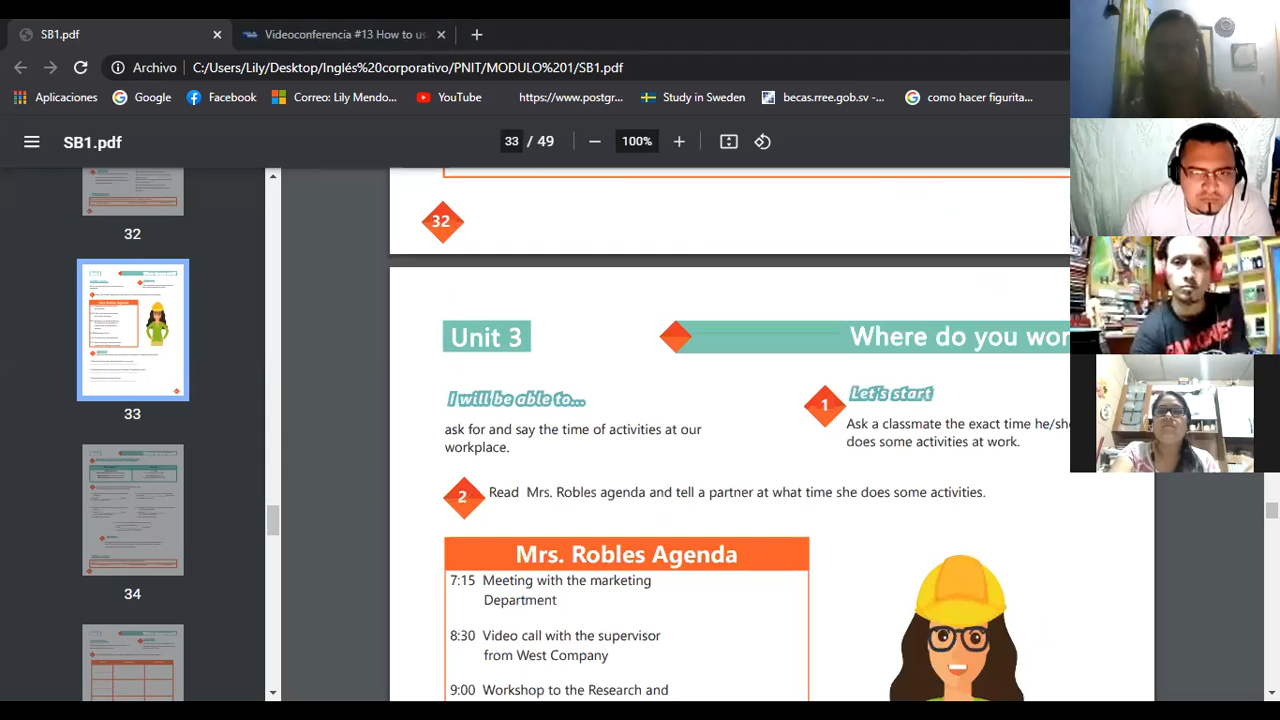 SB1.pdf
Videoconferencia #13 How to us
Archivo
C:/Users/Lily/Desktop/Inglés%20corporativo/PNIT/MODULO%201/SB1.pdf
Aplicaciones
Google
Facebook
Correo: Lily Mendo...
YouTube
https://www.postgr...
Study in Sweden
becas.rree.gob.sv -...
como hacer figurita...
SB1.pdf
33 / 49
100%
32
33
34
32
Unit 3
Where do you wor
I will be able to...
ask for and say the time of activities at our
workplace.
1
Let's start
Ask a classmate the exact time he/she
does some activities at work.
2
Read Mrs. Robles agenda and tell a partner at what time she does some activities.
Mrs. Robles Agenda
7:15 Meeting with the marketing
Department
8:30 Video call with the supervisor
from West Company
9:00 Workshop to the Research and